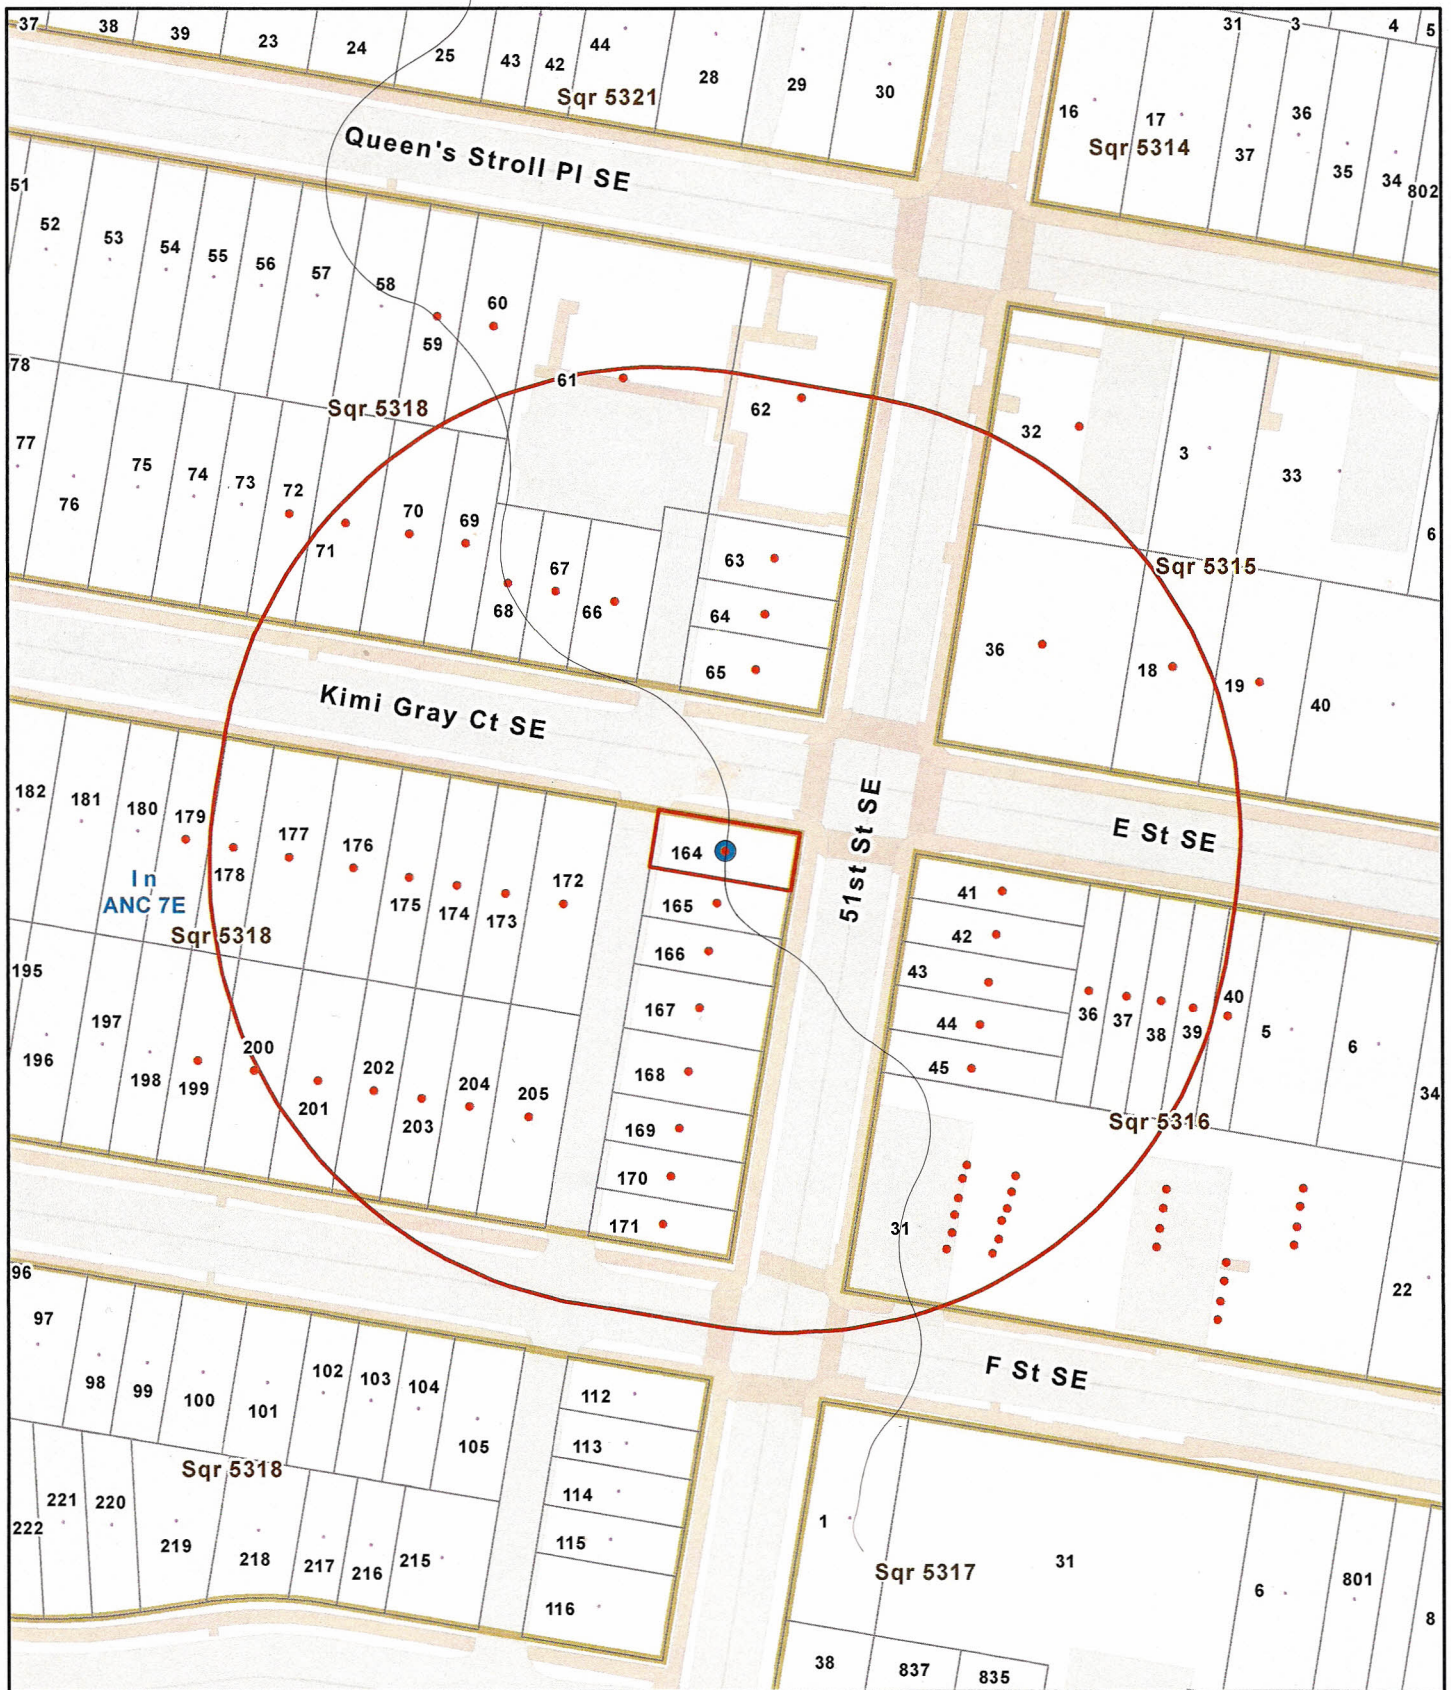 37 38 39 23 24 25 43 42 44 28 29 30
31 3 4 5
Sqr 5321
16 17 37 36 35 34 802
Sqr 5314
Queen's Stroll Pl SE
51 52 53 54 55 56 57 58 59 60
61 62
78
Sqr 5318
77 76 75 74 73 72 71 70 69
68 67 66
63
64
65
32 3 33 6
Sqr 5315
36 18 19 40
Kimi Gray Ct SE
51st St SE
E St SE
182 181 180 179 178 177 176 175 174 173 172
In
ANC 7E
Sqr 5318
164
165
166
167
168
169
170
171
195
196 197 198 199 200 201 202 203 204 205
41
42
43
44
45
36 37 38 39 40 5 6 34
Sqr 5316
31 22
F St SE
96
97 98 99 100 101 102 103 104 105
Sqr 5318
112
113
114
115
116
222 221 220 219 218 217 216 215
1
Sqr 5317
31 6 801 8
38 837 835